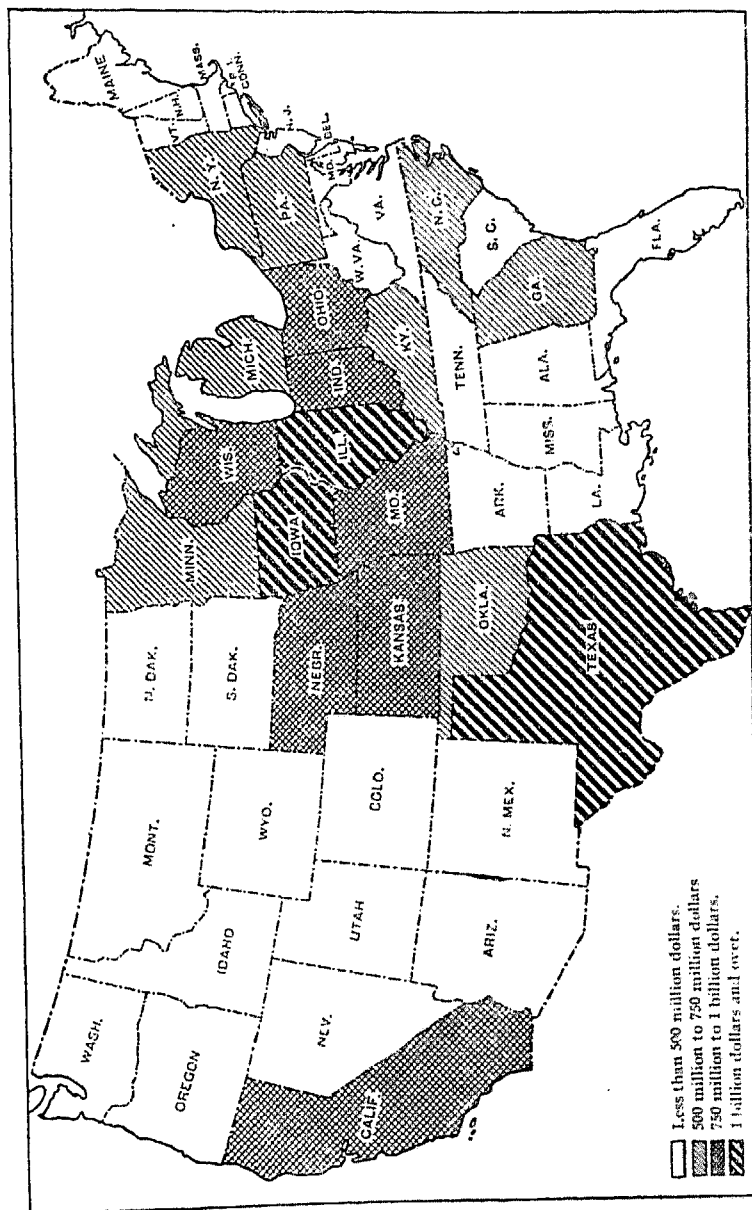 WASH.
OREGON
CALIF.
NEV.
IDAHO
MONT.
WYO.
UTAH
ARIZ.
COLO.
N. MEX.
N. DAK.
S. DAK.
NEBR.
KANSAS
OKLA.
TEXAS
MINN.
IOWA
MO.
ARK.
LA.
WIS.
ILL.
MICH.
IND.
OHIO
KY.
TENN.
MISS.
ALA.
GA.
FLA.
S. C.
N. C.
VA.
W. VA.
MD.
DEL.
PA.
N. J.
N. Y.
CONN.
R. I.
MASS.
VT.
N.H.
MAINE
Less than 500 million dollars.
500 million to 750 million dollars
750 million to 1 billion dollars.
1 billion dollars and over.